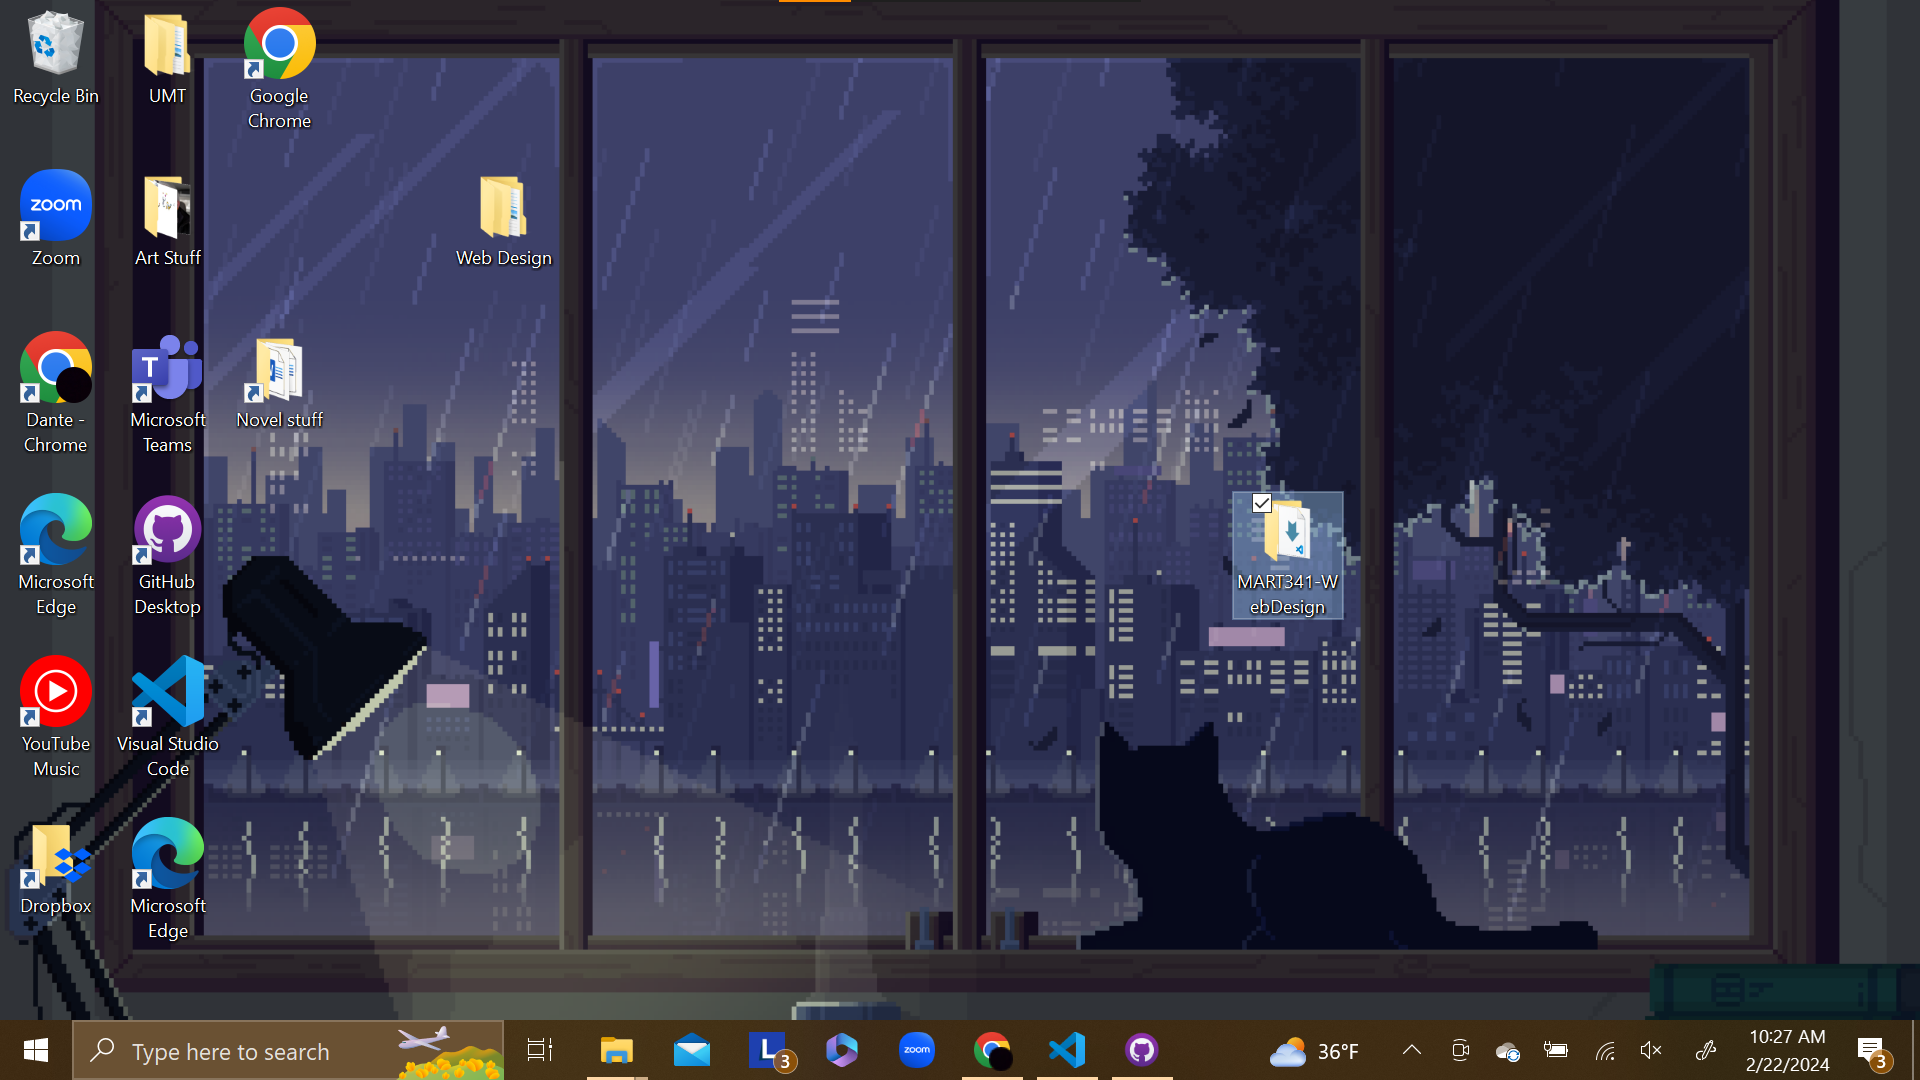 Recycle Bin
UMT
Google
Chrome
zoom
Zoom
Art Stuff
Web Design
Dante -
Chrome
T
Microsoft
Teams
Novel stuff
Microsoft
Edge
GitHub
Desktop
MART341-W
ebDesign
YouTube
Music
Visual Studio
Code
Dropbox
Microsoft
Edge
Type here to search
L
3
zoom
36°F
10:27 AM
2/22/2024
3